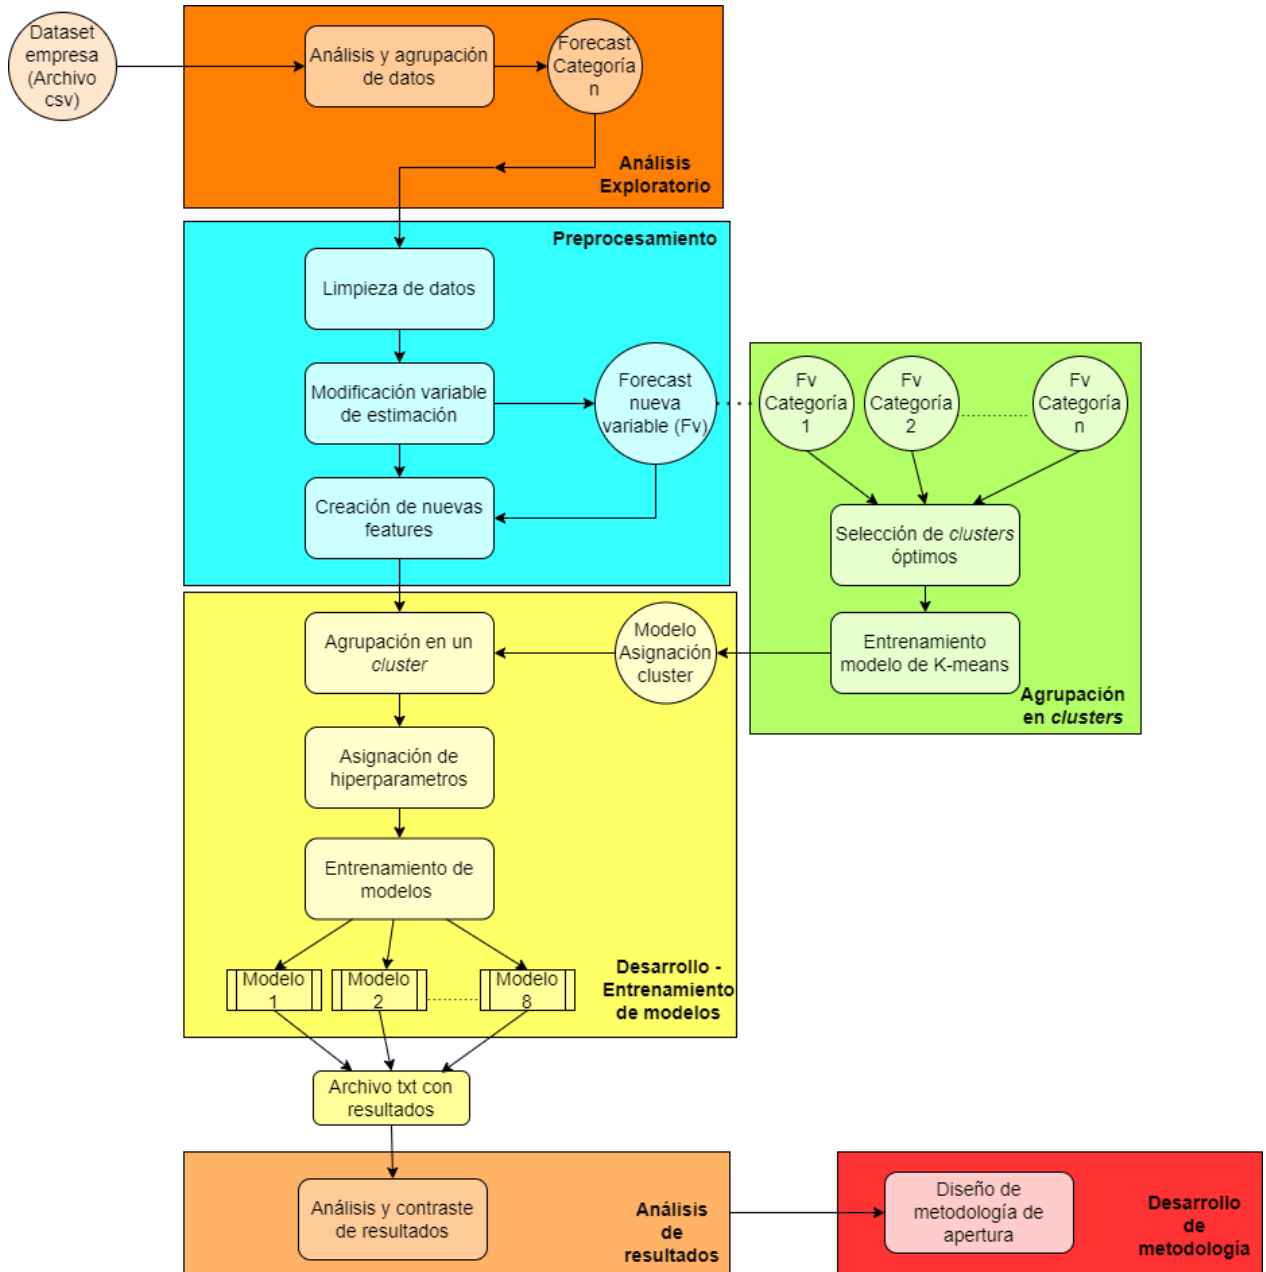 Dataset
empresa
(Archivo
csv)
Análisis y agrupación
de datos
Forecast
Categoría
n
Análisis
Exploratorio
Preprocesamiento
Limpieza de datos
Modificación variable
de estimación
Forecast
nueva
variable (Fv)
Creación de nuevas
features
Fv
Categoría
1
Fv
Categoría
2
Fv
Categoría
n
Selección de clusters
óptimos
Entrenamiento
modelo de K-means
Agrupación
en clusters
Agrupación en un
cluster
Modelo
Asignación
cluster
Asignación de
hiperparametros
Entrenamiento de
modelos
Modelo
1
Modelo
2
Modelo
8
Desarrollo -
Entrenamiento
de modelos
Archivo txt con
resultados
Análisis y contraste
de resultados
Análisis
de
resultados
Diseño de
metodología de
apertura
Desarrollo
de
metodología